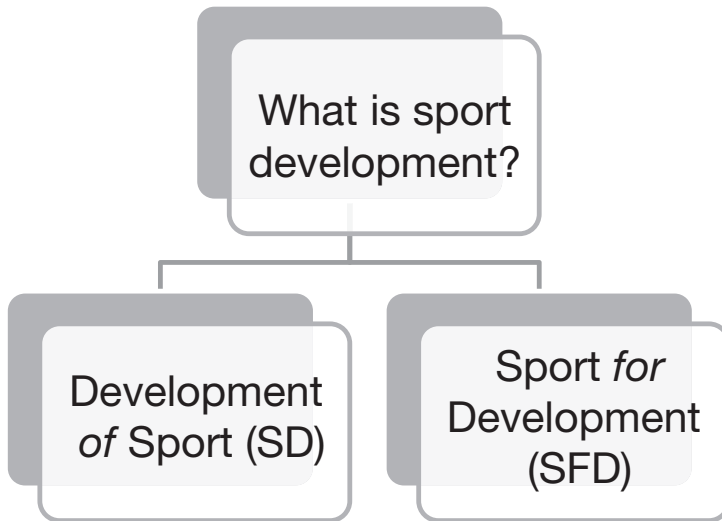 What is sport
development?
Development
of Sport (SD)
Sport for
Development
(SFD)